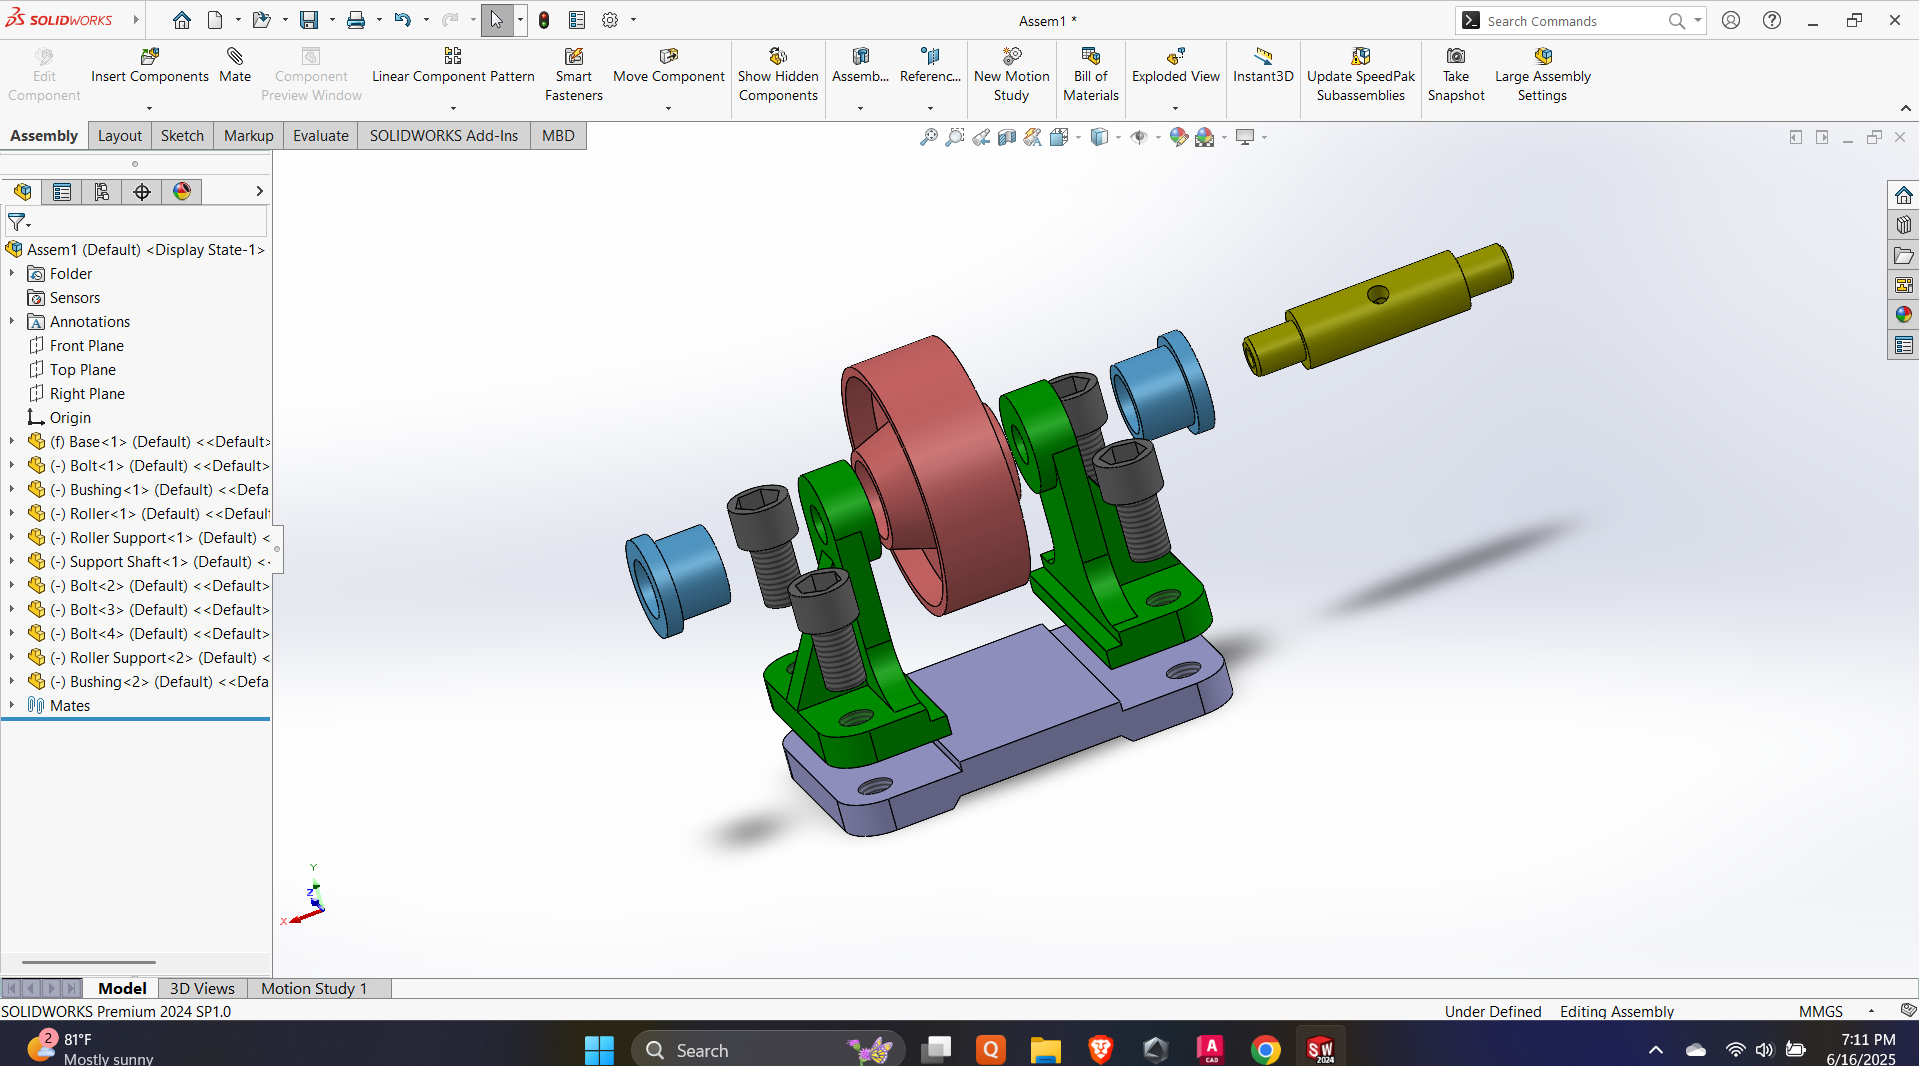 SOLIDWORKS
Assem1 *
Search Commands
Edit Component
Insert Components
Mate
Component Preview Window
Linear Component Pattern
Smart Fasteners
Move Component
Show Hidden Components
Assemb...
Referenc...
New Motion Study
Bill of Materials
Exploded View
Instant3D
Update SpeedPak Subassemblies
Take Snapshot
Large Assembly Settings
Assembly
Layout
Sketch
Markup
Evaluate
SOLIDWORKS Add-Ins
MBD
Assem1 (Default) <Display State-1>
Folder
Sensors
Annotations
Front Plane
Top Plane
Right Plane
Origin
(f) Base<1> (Default) <<Default>
(-) Bolt<1> (Default) <<Default>
(-) Bushing<1> (Default) <<Defa
(-) Roller<1> (Default) <<Default
(-) Roller Support<1> (Default) <
(-) Support Shaft<1> (Default) <
(-) Bolt<2> (Default) <<Default>
(-) Bolt<3> (Default) <<Default>
(-) Bolt<4> (Default) <<Default>
(-) Roller Support<2> (Default) <
(-) Bushing<2> (Default) <<Defa
Mates
Y
Z
X
Model
3D Views
Motion Study 1
SOLIDWORKS Premium 2024 SP1.0
Under Defined
Editing Assembly
MMGS
2
81°F
Mostly sunny
Search
Q
A
CAD
SW
2024
7:11 PM
6/16/2025